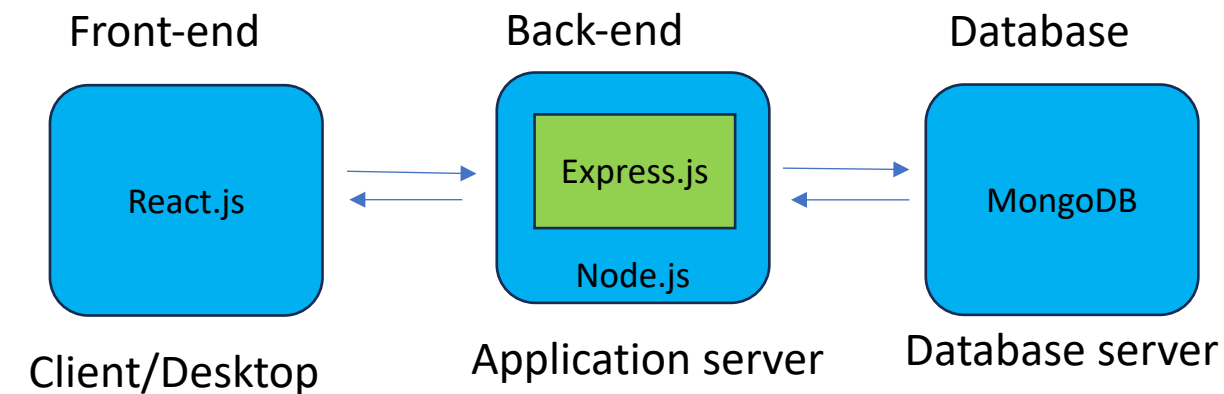 Front-end
Back-end
Database
React.js
Express.js
Node.js
MongoDB
Client/Desktop
Application server
Database server